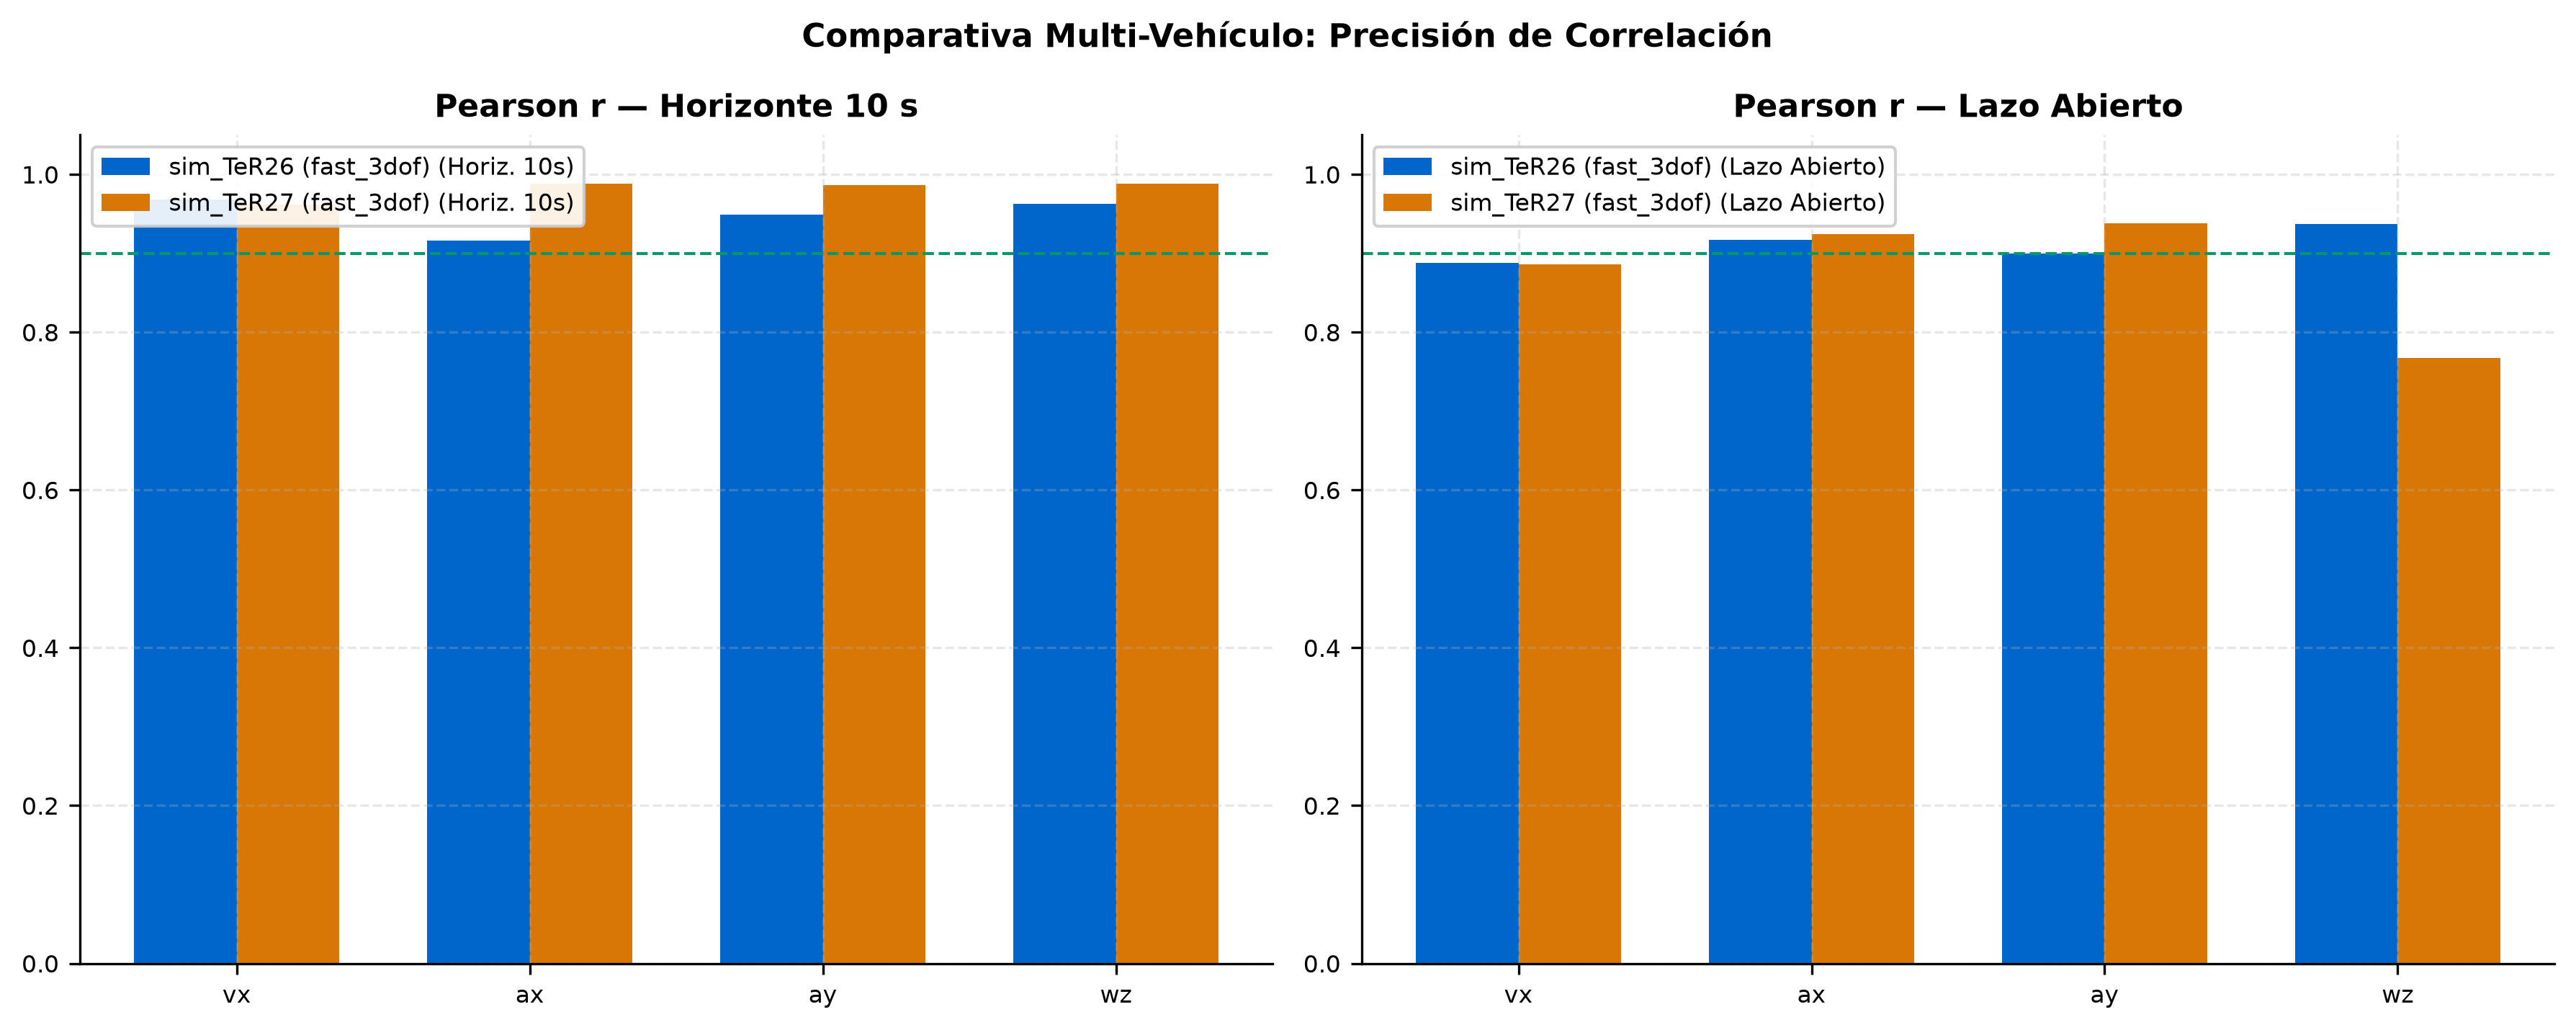 Comparativa Multi-Vehículo: Precisión de Correlación
Pearson r — Horizonte 10 s
sim_TeR26 (fast_3dof) (Horiz. 10s)
sim_TeR27 (fast_3dof) (Horiz. 10s)
1.0
0.8
0.6
0.4
0.2
0.0
vx
ax
ay
wz
Pearson r — Lazo Abierto
sim_TeR26 (fast_3dof) (Lazo Abierto)
sim_TeR27 (fast_3dof) (Lazo Abierto)
1.0
0.8
0.6
0.4
0.2
0.0
vx
ax
ay
wz